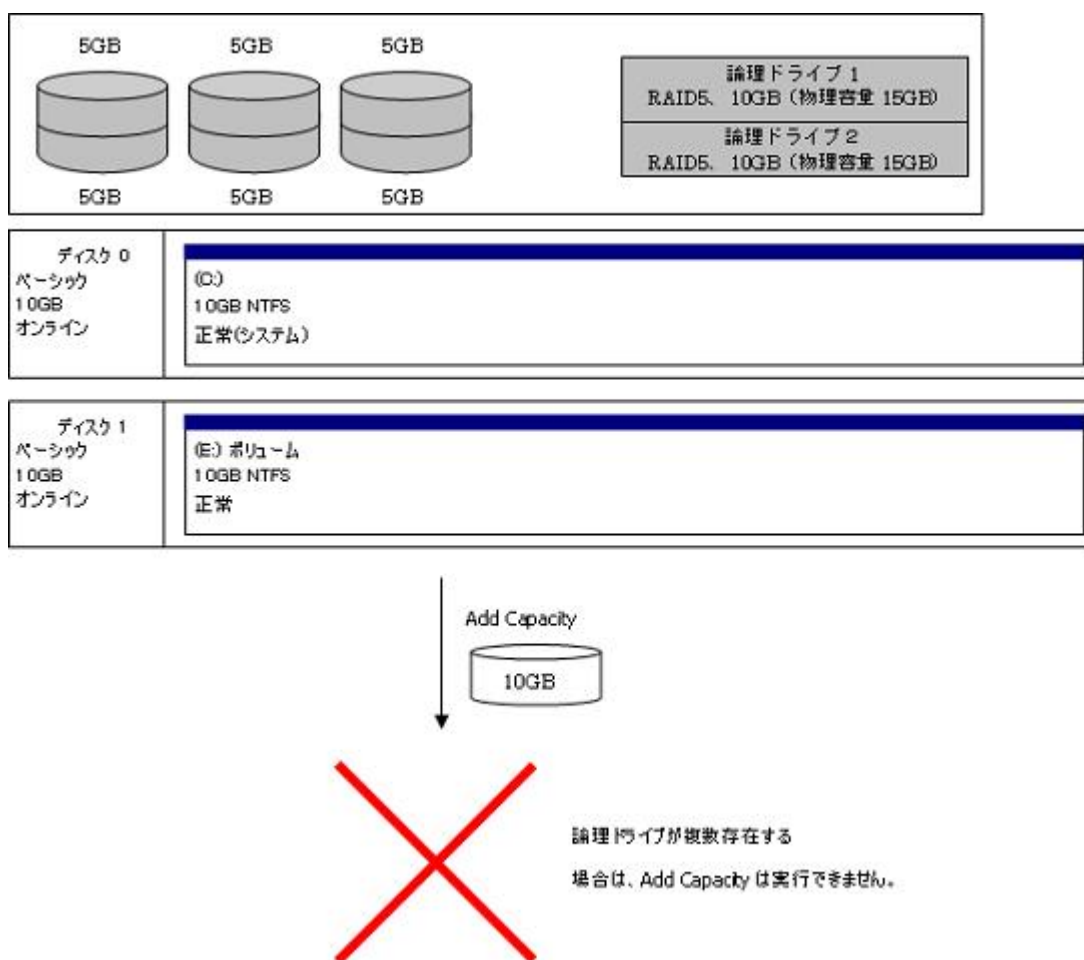 5GB 5GB 5GB
5GB 5GB 5GB
論理ドライブ 1
RAID5、 10GB（物理容量 15GB）
論理ドライブ 2
RAID5、 10GB（物理容量 15GB）
ディスク 0
ベーシック
10GB
オンライン
(C:)
10GB NTFS
正常(システム)
ディスク 1
ベーシック
10GB
オンライン
(E:) ボリューム
10GB NTFS
正常
Add Capacity
10GB
論理ドライブが複数存在する
場合は、Add Capacity は実行できません。